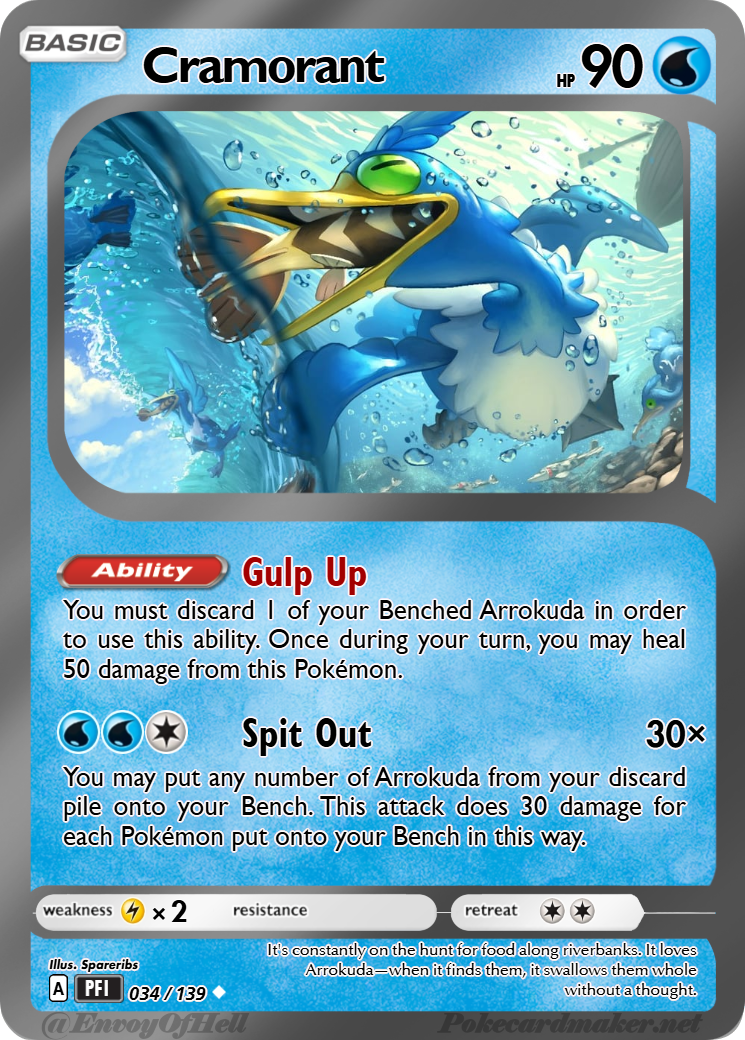 BASIC
Cramorant
HP 90
Ability Gulp Up
You must discard 1 of your Benched Arrokuda in order
to use this ability. Once during your turn, you may heal
50 damage from this Pokémon.
Spit Out 30×
You may put any number of Arrokuda from your discard
pile onto your Bench. This attack does 30 damage for
each Pokémon put onto your Bench in this way.
weakness × 2 resistance retreat
It's constantly on the hunt for food along riverbanks. It loves
Arrokuda—when it finds them, it swallows them whole
without a thought.
Illus. Spareribs
A PFI 034 / 139
@EnvoyOfHell Pokecardmaker.net